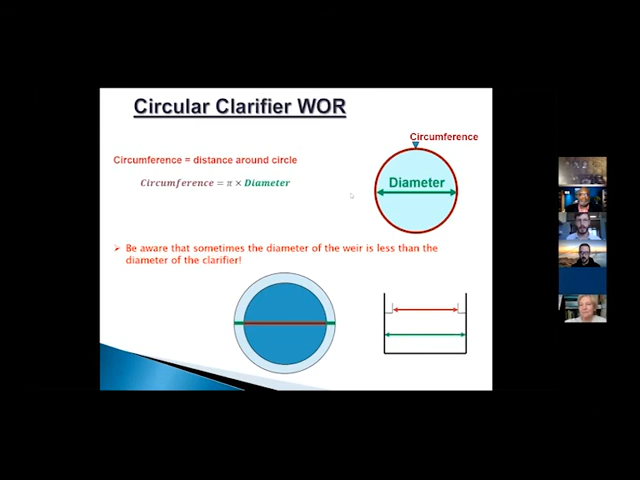 Circular Clarifier WOR
Circumference
Circumference = distance around circle
Circumference = π × Diameter
Diameter
➢ Be aware that sometimes the diameter of the weir is less than the
diameter of the clarifier!